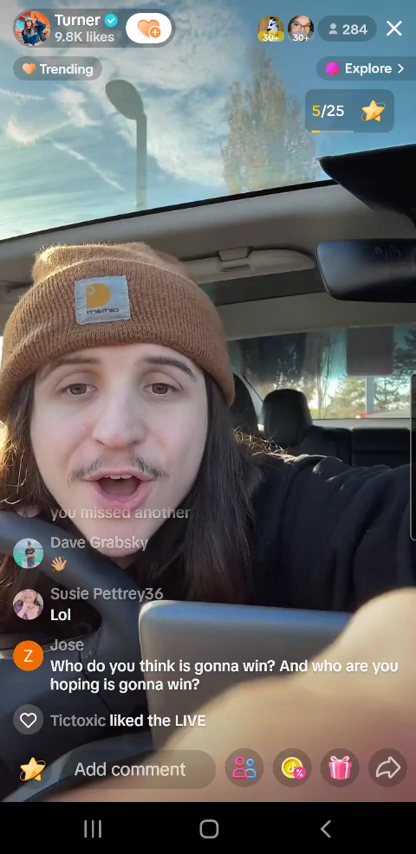 Turner
9.8K likes
30+
30+
284
Trending
Explore
5/25
you missed another
Dave Grabsky
Susie Pettrey36
Lol
Z
Jose
Who do you think is gonna win? And who are you
hoping is gonna win?
Tictoxic liked the LIVE
Add comment